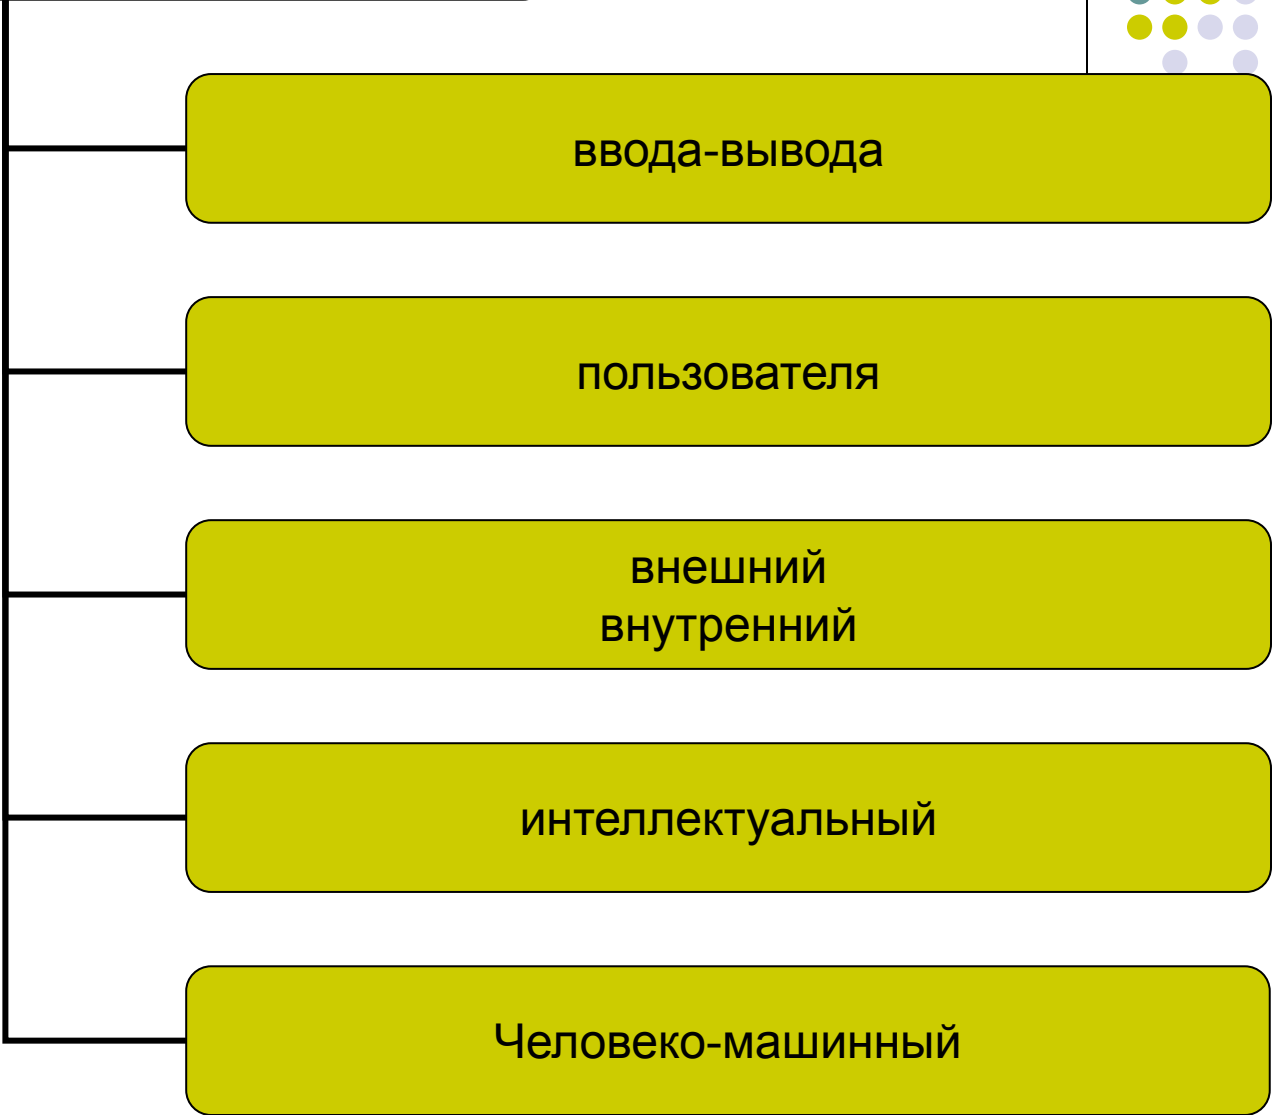 ввода-вывода
пользователя
внешний
внутренний
интеллектуальный
Человеко-машинный